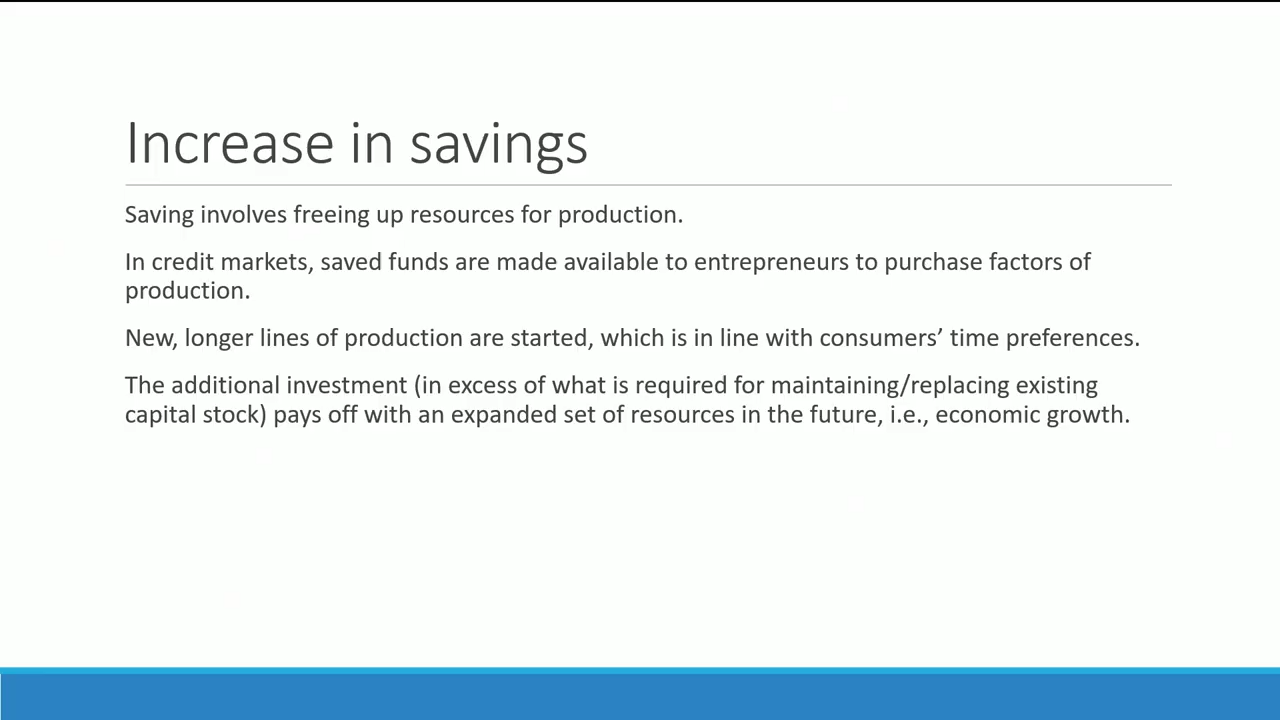 Increase in savings
Saving involves freeing up resources for production.
In credit markets, saved funds are made available to entrepreneurs to purchase factors of
production.
New, longer lines of production are started, which is in line with consumers’ time preferences.
The additional investment (in excess of what is required for maintaining/replacing existing
capital stock) pays off with an expanded set of resources in the future, i.e., economic growth.